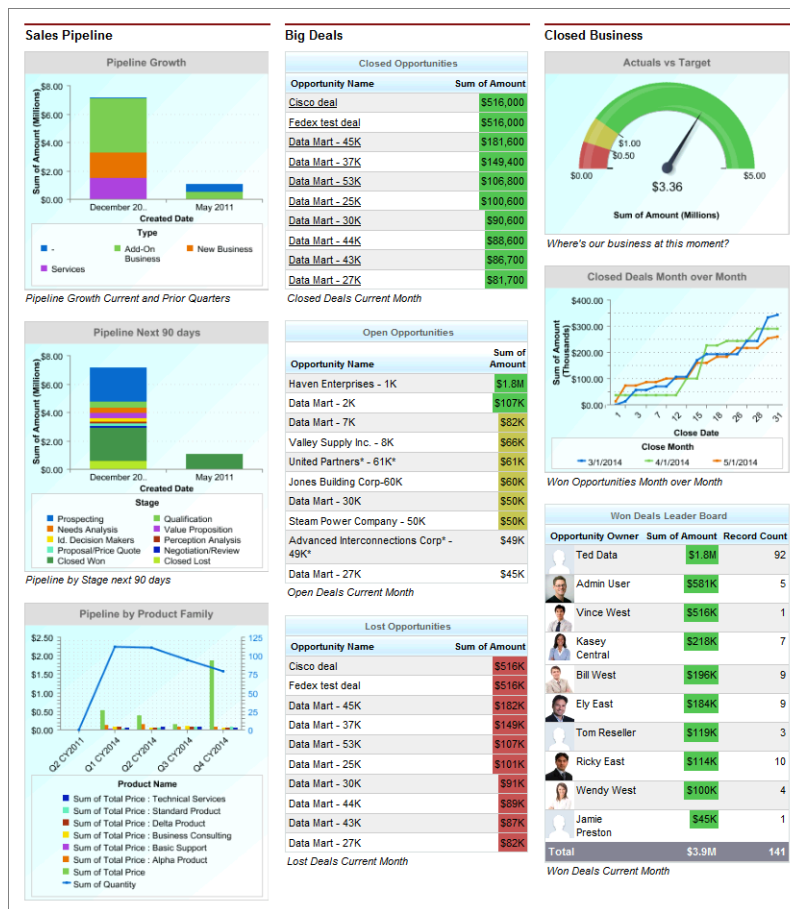 Sales Pipeline
Pipeline Growth
Sum of Amount (Millions)
$8.00
$6.00
$4.00
$2.00
$0.00
December 20..
May 2011
Created Date
Type
-
Add-On Business
New Business
Services
Pipeline Growth Current and Prior Quarters
Pipeline Next 90 days
Sum of Amount (Millions)
$8.00
$6.00
$4.00
$2.00
$0.00
December 20..
May 2011
Created Date
Stage
Prospecting
Qualification
Needs Analysis
Value Proposition
Id. Decision Makers
Perception Analysis
Proposal/Price Quote
Negotiation/Review
Closed Won
Closed Lost
Pipeline by Stage next 90 days
Pipeline by Product Family
$2.50
$2.00
$1.50
$1.00
$0.50
$0.00
125
100
75
50
25
0
Q2 CY2011
Q1 CY2014
Q2 CY2014
Q3 CY2014
Q4 CY2014
Product Name
Sum of Total Price : Technical Services
Sum of Total Price : Standard Product
Sum of Total Price : Delta Product
Sum of Total Price : Business Consulting
Sum of Total Price : Basic Support
Sum of Total Price : Alpha Product
Sum of Total Price
Sum of Quantity
Big Deals
Closed Opportunities
Opportunity Name Sum of Amount
Cisco deal $516,000
Fedex test deal $516,000
Data Mart - 45K $181,600
Data Mart - 37K $149,400
Data Mart - 53K $106,800
Data Mart - 25K $100,600
Data Mart - 30K $90,600
Data Mart - 44K $88,600
Data Mart - 43K $86,700
Data Mart - 27K $81,700
Closed Deals Current Month
Open Opportunities
Opportunity Name Sum of Amount
Haven Enterprises - 1K $1.8M
Data Mart - 2K $107K
Data Mart - 7K $82K
Valley Supply Inc. - 8K $66K
United Partners* - 61K* $61K
Jones Building Corp-60K $60K
Data Mart - 30K $50K
Steam Power Company - 50K $50K
Advanced Interconnections Corp* - 49K* $49K
Data Mart - 27K $45K
Open Deals Current Month
Lost Opportunities
Opportunity Name Sum of Amount
Cisco deal $516K
Fedex test deal $516K
Data Mart - 45K $182K
Data Mart - 37K $149K
Data Mart - 53K $107K
Data Mart - 25K $101K
Data Mart - 30K $91K
Data Mart - 44K $89K
Data Mart - 43K $87K
Data Mart - 27K $82K
Lost Deals Current Month
Closed Business
Actuals vs Target
$1.00
$0.50
$0.00
$5.00
$3.36
Sum of Amount (Millions)
Where's our business at this moment?
Closed Deals Month over Month
Sum of Amount (Thousands)
$400.00
$300.00
$200.00
$100.00
$0.00
1
3
7
12
15
18
26
28
31
Close Date
Close Month
3/1/2014
4/1/2014
5/1/2014
Won Opportunities Month over Month
Won Deals Leader Board
Opportunity Owner Sum of Amount Record Count
Ted Data $1.8M 92
Admin User $581K 5
Vince West $516K 1
Kasey Central $218K 7
Bill West $196K 9
Ely East $184K 9
Tom Reseller $119K 3
Ricky East $114K 10
Wendy West $100K 4
Jamie Preston $45K 1
Total $3.9M 141
Won Deals Current Month